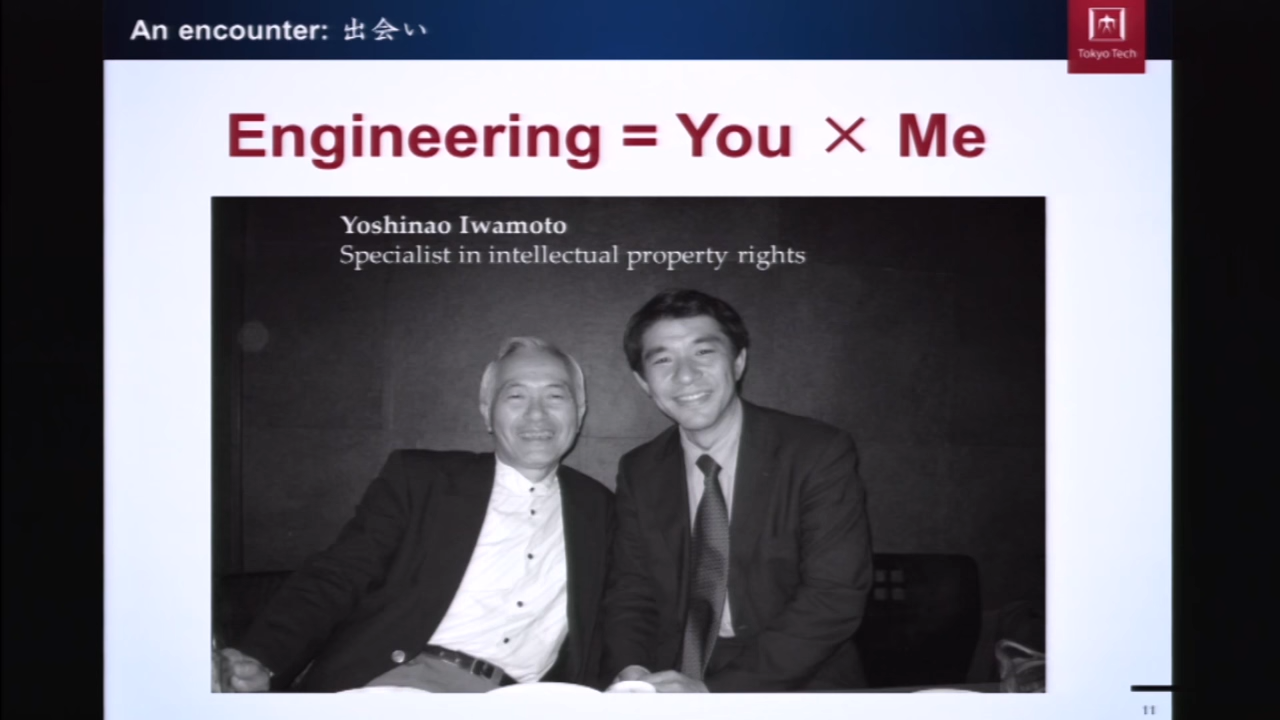 An encounter: 出会い
Tokyo Tech
Engineering = You × Me
Yoshinao Iwamoto
Specialist in intellectual property rights
11